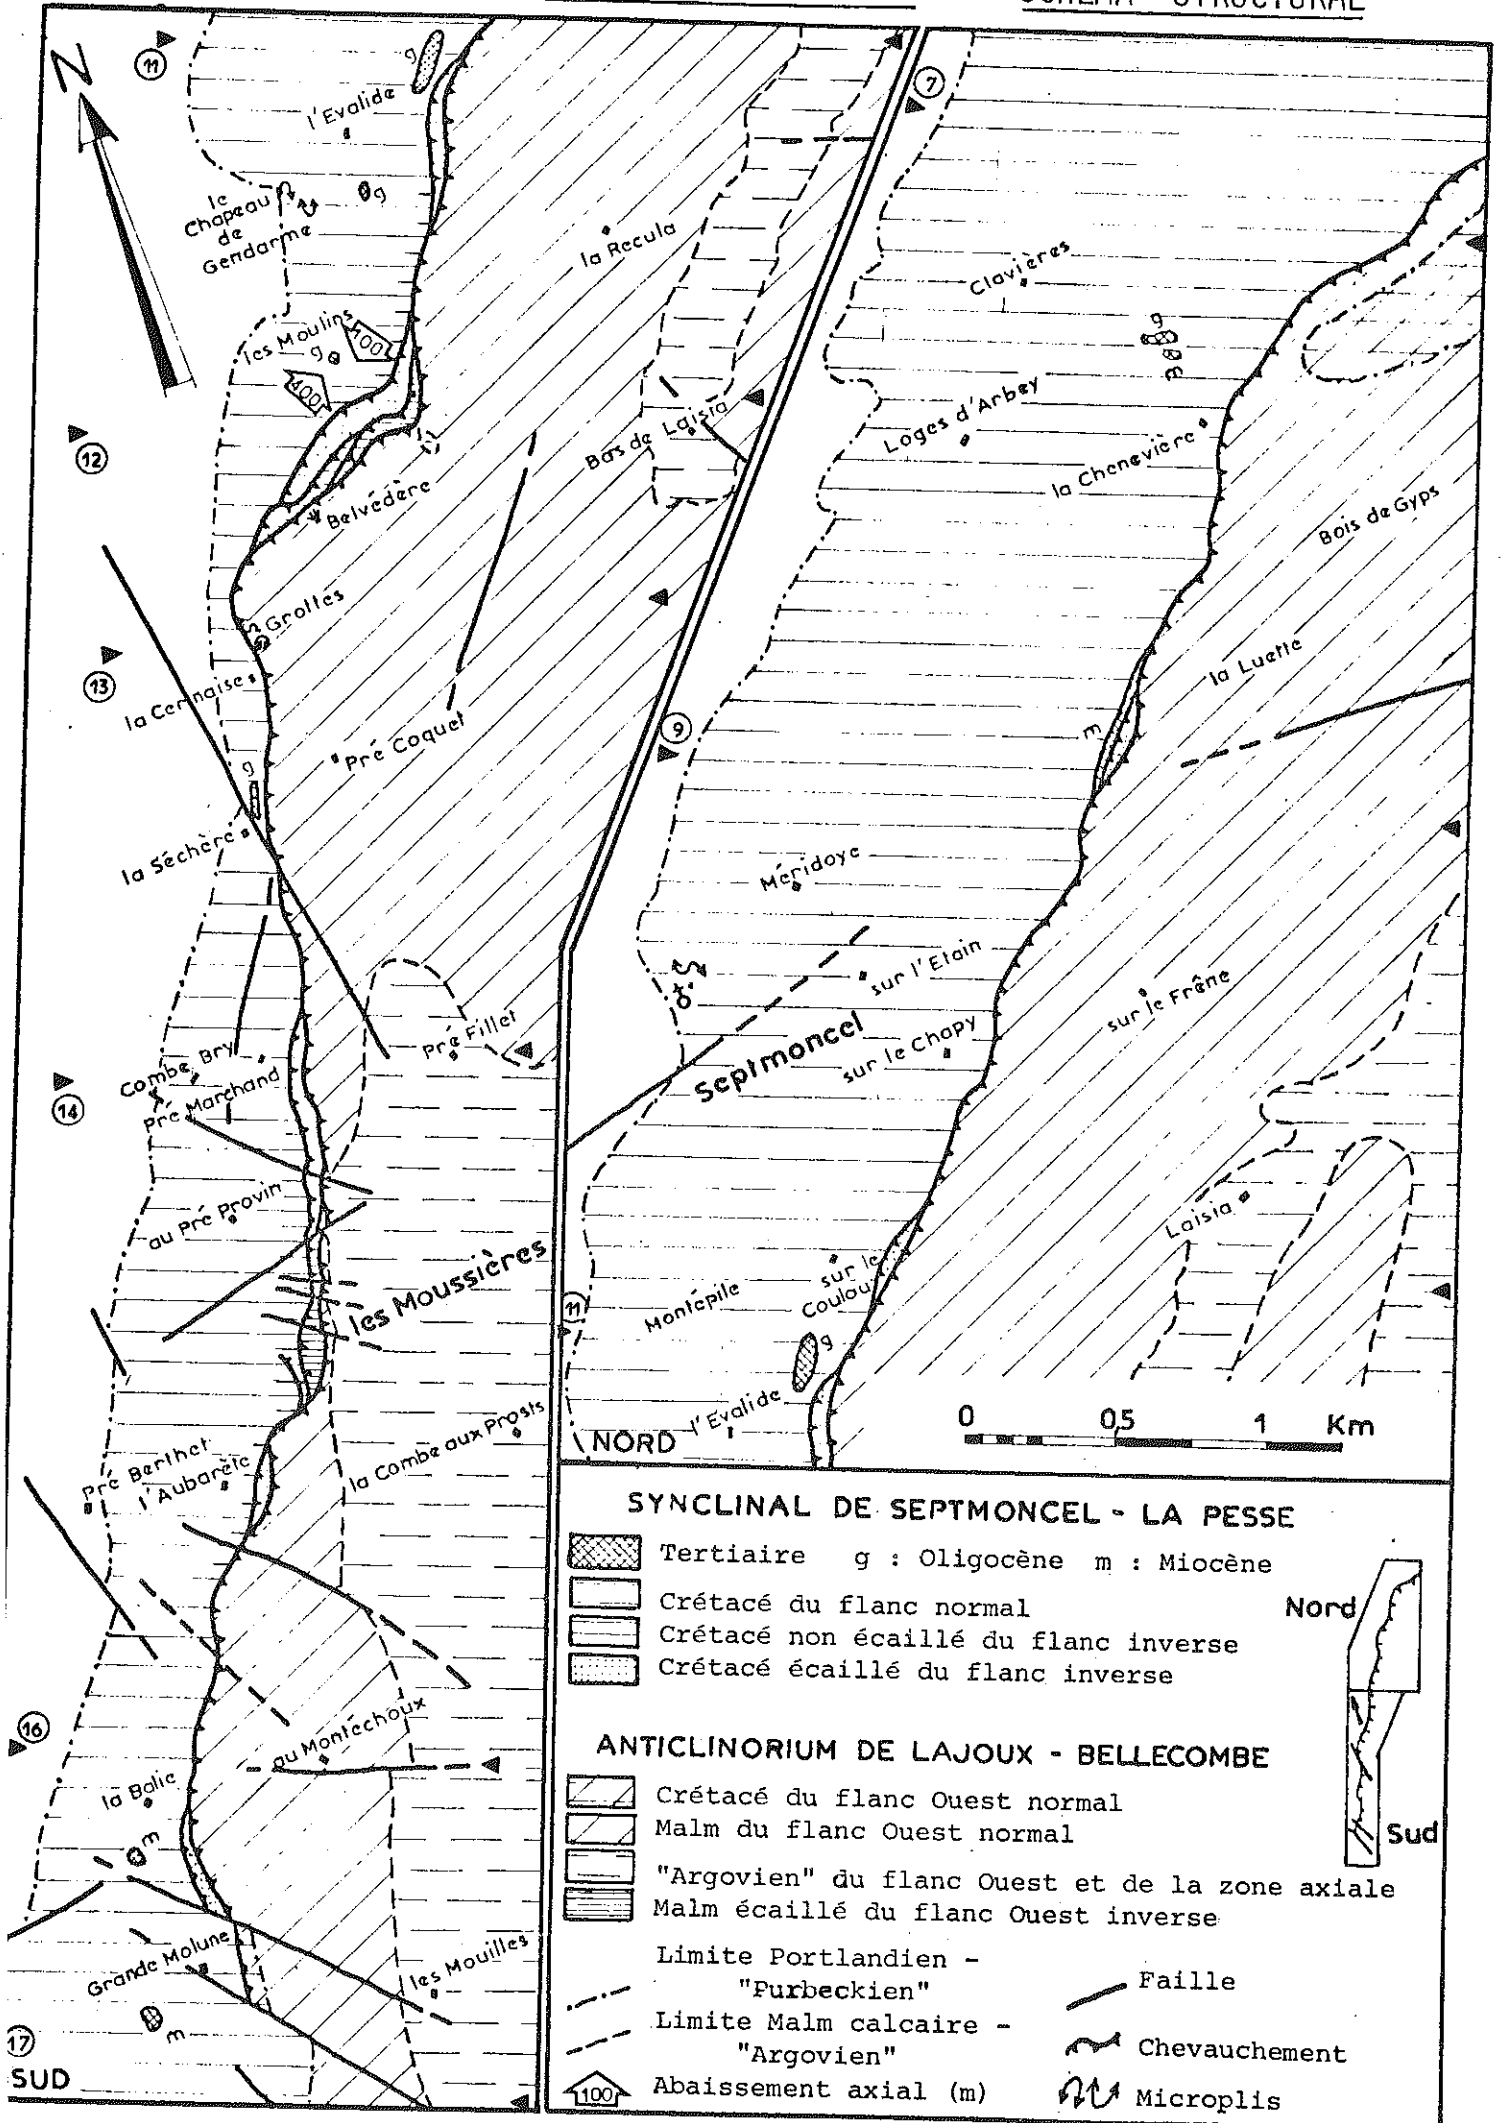 SCHEMA STRUCTURAL
N
11
l'Evalide
g
le
Chapeau
de
Gendarme
g
les Moulins
g
100
400
la Recula
12
Belvédère
Bas de Laisia
Grottes
13
la Cernaise
Pré Coquet
g
la Séchère
Combe Bry
Pré Marchand
Pré Fillet
14
au Pré Provin
les Moussières
Pré Berthet
l'Aubarète
la Combe aux Prosts
16
au Montéchoux
la Balie
m
Grande Molune
les Mouilles
m
17
SUD
7
Clavières
g
m
Loges d'Arbey
la Chenevière
Bois de Gyps
la Luette
m
9
Méridoye
sur l'Etain
Septmoncel
sur le Chapy
sur le Frêne
Laisia
sur le
Coulou
Montépile
11
g
l'Evalide
NORD
0 0,5 1 Km
SYNCLINAL DE SEPTMONCEL - LA PESSE
Tertiaire g : Oligocène m : Miocène
Crétacé du flanc normal
Crétacé non écaillé du flanc inverse
Crétacé écaillé du flanc inverse
Nord
Sud
ANTICLINORIUM DE LAJOUX - BELLECOMBE
Crétacé du flanc Ouest normal
Malm du flanc Ouest normal
"Argovien" du flanc Ouest et de la zone axiale
Malm écaillé du flanc Ouest inverse
Limite Portlandien -
"Purbeckien"
Faille
Limite Malm calcaire -
"Argovien"
Chevauchement
100
Abaissement axial (m)
Microplis